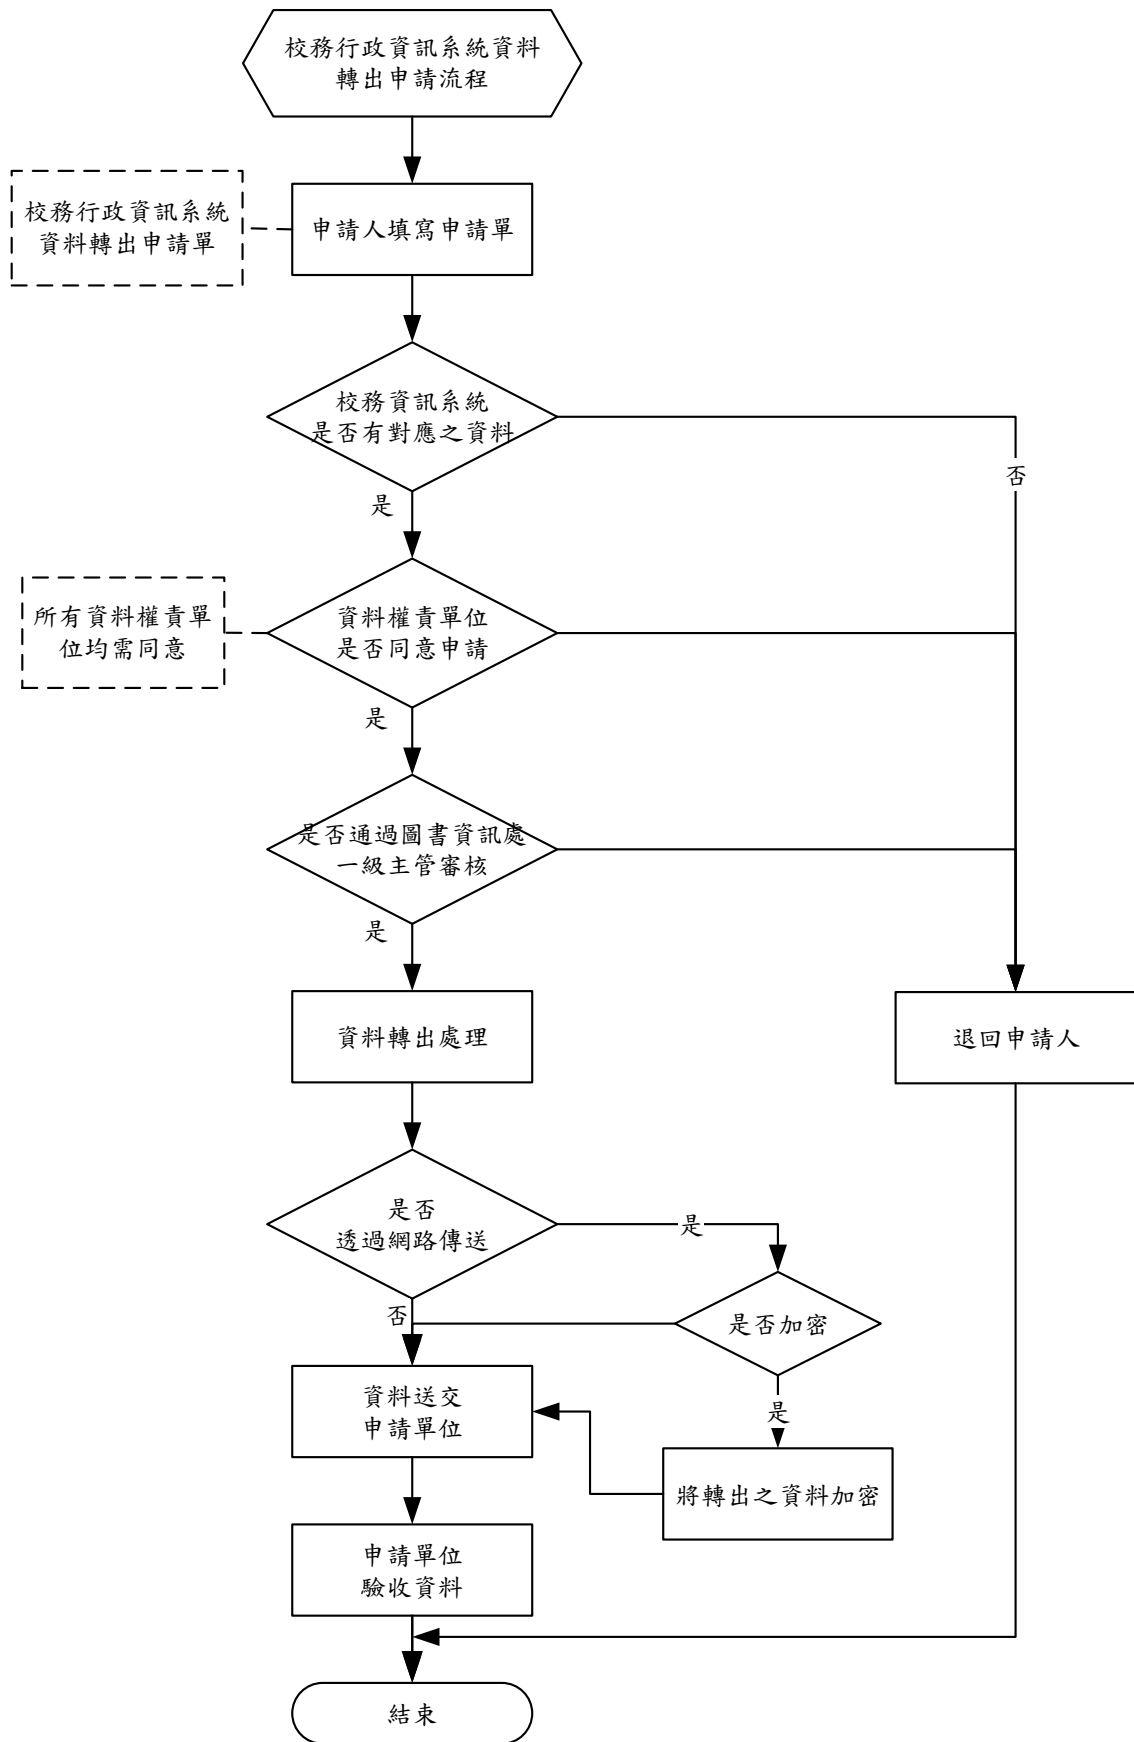 校務行政資訊系統資料
轉出申請流程
校務行政資訊系統
資料轉出申請單
申請人填寫申請單
校務資訊系統
是否有對應之資料
否
是
所有資料權責單
位均需同意
資料權責單位
是否同意申請
是
是否通過圖書資訊處
一級主管審核
是
資料轉出處理
退回申請人
是否
透過網路傳送
是
否
是否加密
是
資料送交
申請單位
將轉出之資料加密
申請單位
驗收資料
結束